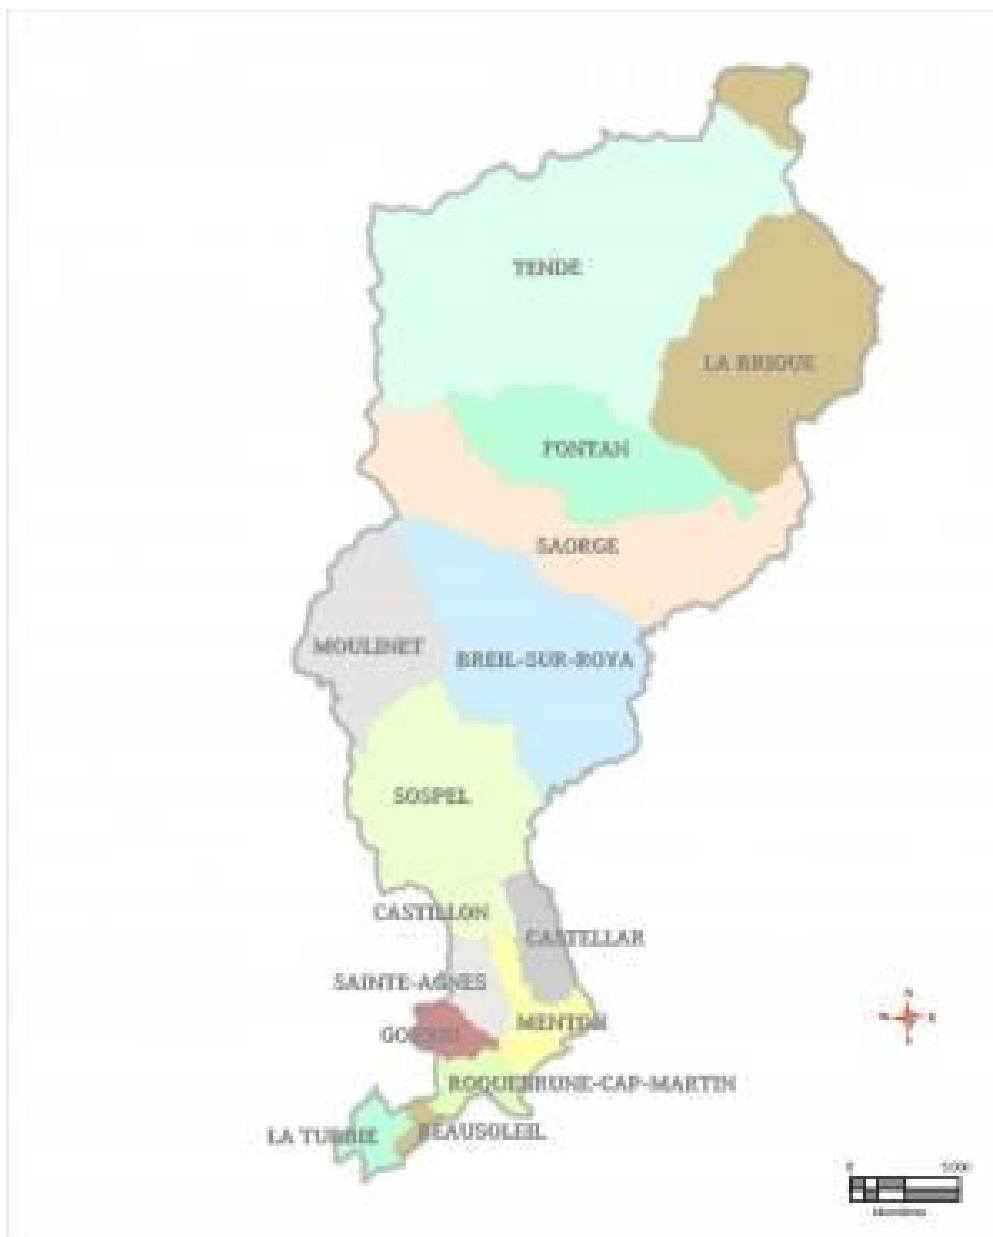 TENDE
LA BRIGUE
FONTAN
SAORGE
MOULINET
BREIL-SUR-ROYA
SOSPEL
CASTILLON
CASTELLAR
SAINTE-AGNES
MENTON
GORBIO
ROQUEBRUNE-CAP-MARTIN
LA TURBIE
BEAUSOLEIL
0